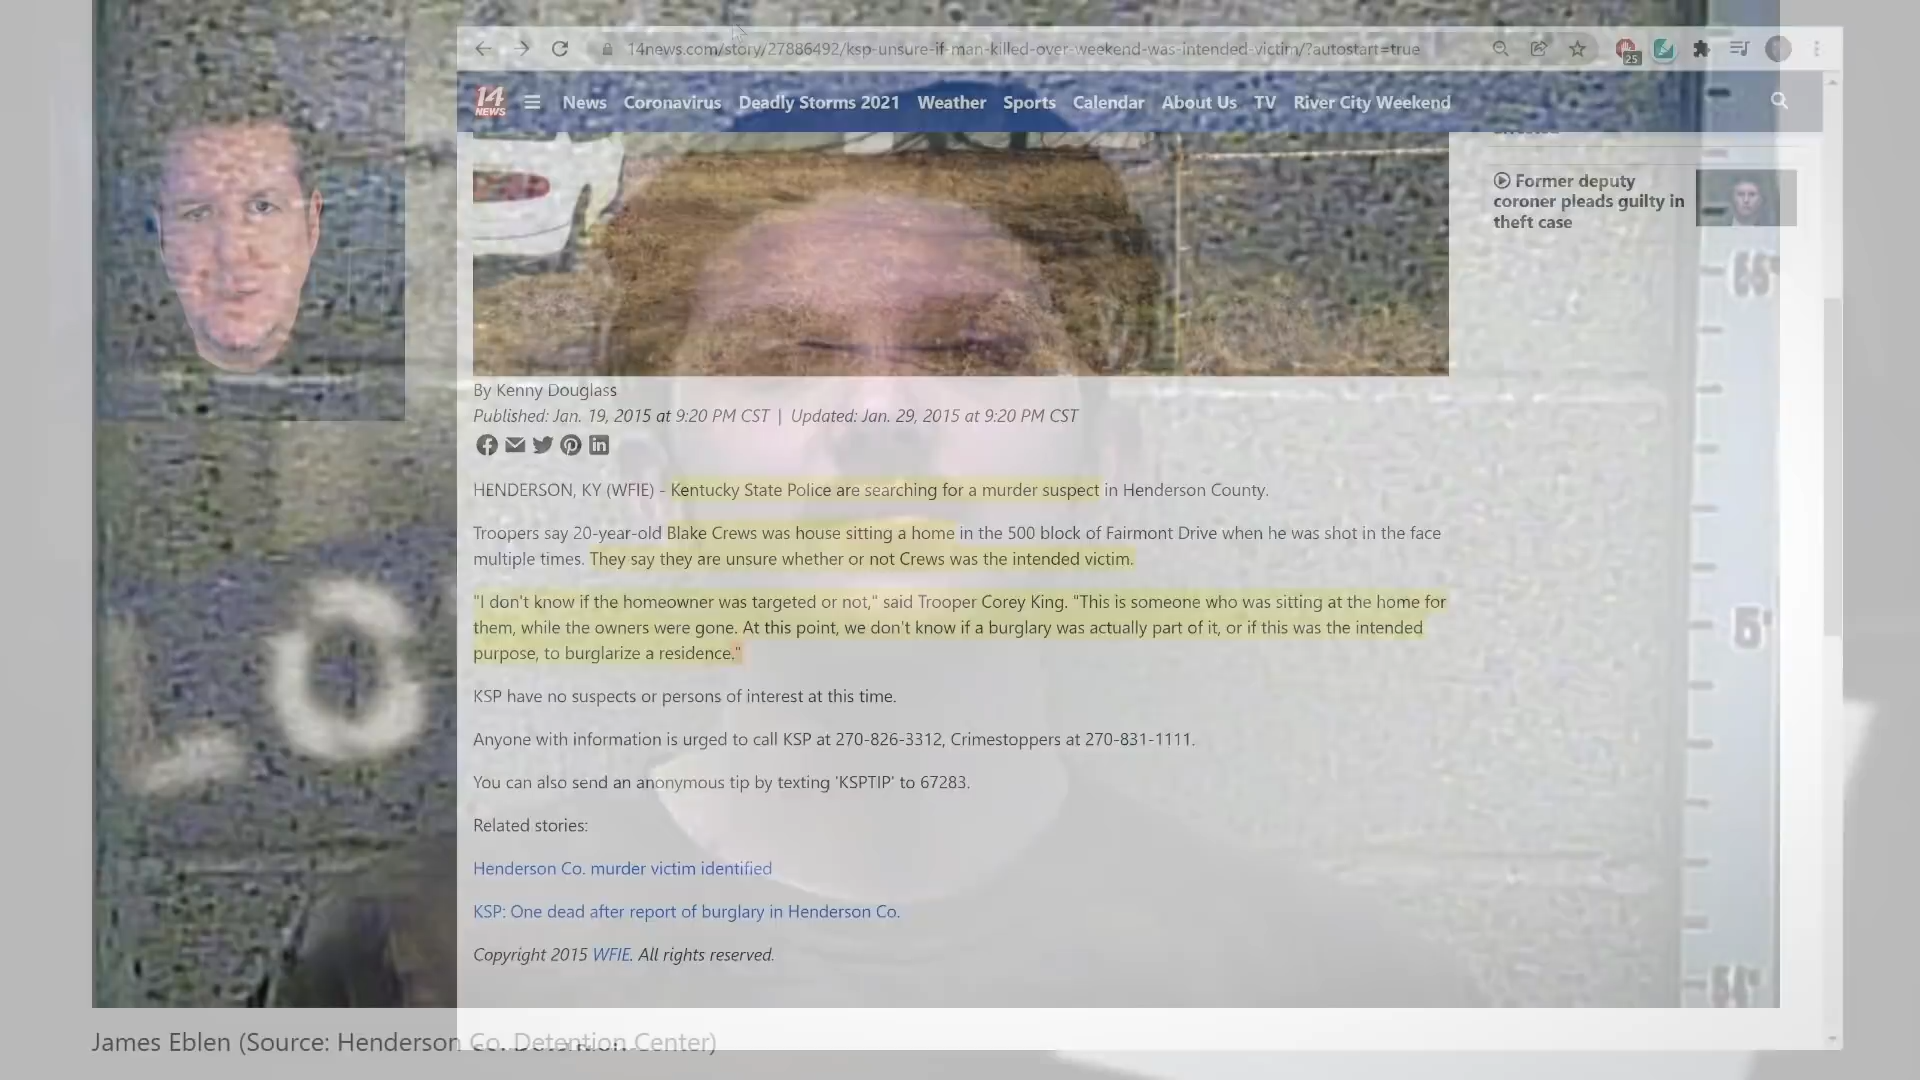 14news.com/story/27886492/ksp-unsure-if-man-killed-over-weekend-was-intended-victim/?autostart=true
25
14 NEWS
News Coronavirus Deadly Storms 2021 Weather Sports Calendar About Us TV River City Weekend
Former deputy
coroner pleads guilty in
theft case
66"
By Kenny Douglass
Published: Jan. 19, 2015 at 9:20 PM CST | Updated: Jan. 29, 2015 at 9:20 PM CST
HENDERSON, KY (WFIE) - Kentucky State Police are searching for a murder suspect in Henderson County.
Troopers say 20-year-old Blake Crews was house sitting a home in the 500 block of Fairmont Drive when he was shot in the face
multiple times. They say they are unsure whether or not Crews was the intended victim.
"I don't know if the homeowner was targeted or not," said Trooper Corey King. "This is someone who was sitting at the home for
them, while the owners were gone. At this point, we don't know if a burglary was actually part of it, or if this was the intended
purpose, to burglarize a residence."
KSP have no suspects or persons of interest at this time.
Anyone with information is urged to call KSP at 270-826-3312, Crimestoppers at 270-831-1111.
You can also send an anonymous tip by texting 'KSPTIP' to 67283.
Related stories:
Henderson Co. murder victim identified
KSP: One dead after report of burglary in Henderson Co.
Copyright 2015 WFIE. All rights reserved.
James Eblen (Source: Henderson Co. Detention Center)